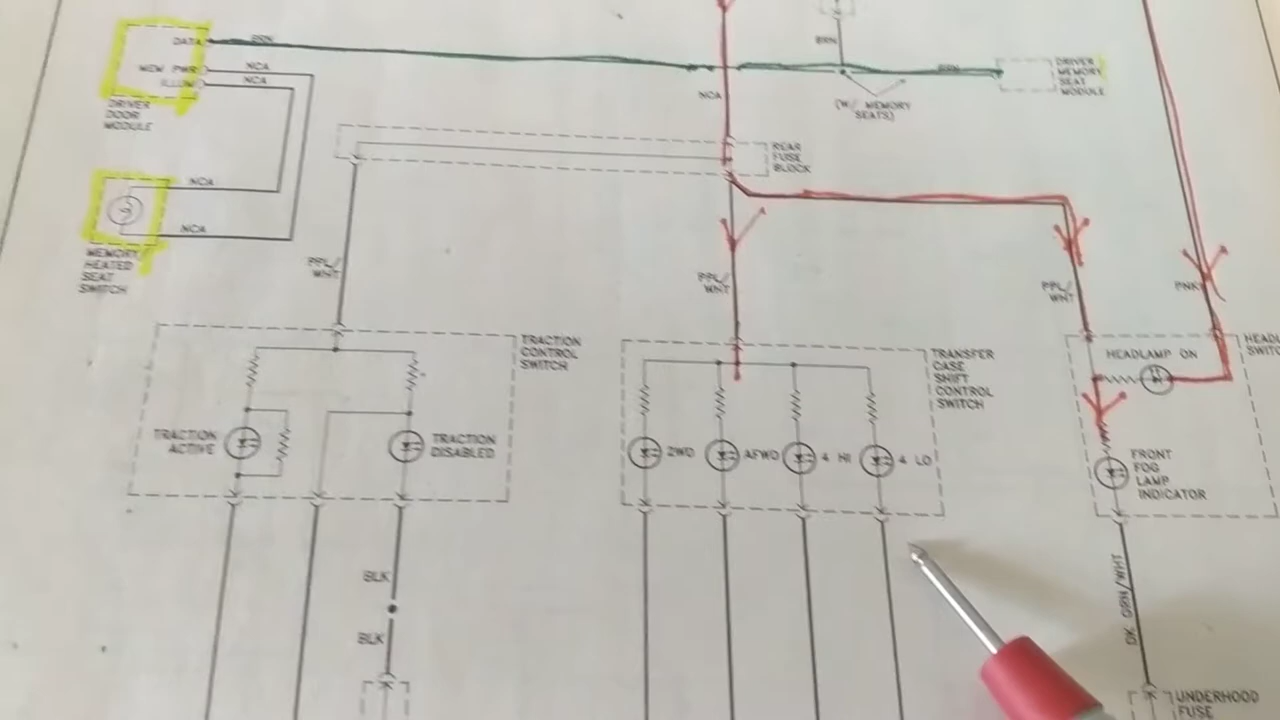 DATA
BRN
MEM PWR
NCA
ILLUM
NCA
DRIVER
DOOR
MODULE
BRN
BRN
DRIVER
MEMORY
SEAT
MODULE
NCA
(W/ MEMORY
SEATS)
REAR
FUSE
BLOCK
NCA
NCA
MEMORY/
HEATED
SEAT
SWITCH
PPL/
WHT
PPL/
WHT
PPL/
WHT
PNK
TRACTION
CONTROL
SWITCH
TRANSFER
CASE
SHIFT
CONTROL
SWITCH
HEADLAMP ON
TRACTION
ACTIVE
TRACTION
DISABLED
2WD
AFWD
4 HI
4 LO
FRONT
FOG
LAMP
INDICATOR
BLK
BLK
DK GRN/WHT
UNDERHOOD
FUSE